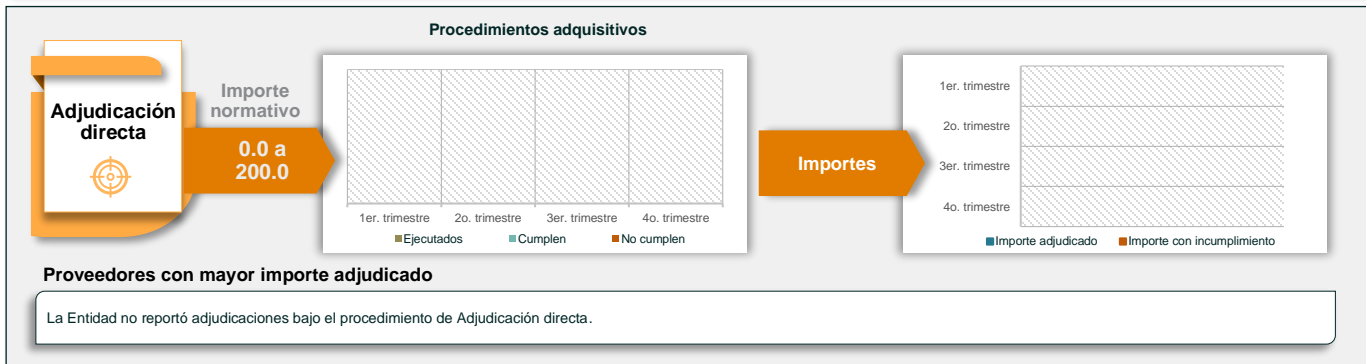 Procedimientos adquisitivos
Adjudicación
directa
Importe
normativo
0.0 a
200.0
1er. trimestre
2o. trimestre
3er. trimestre
4o. trimestre
Ejecutados
Cumplen
No cumplen
Importes
1er. trimestre
2o. trimestre
3er. trimestre
4o. trimestre
Importe adjudicado
Importe con incumplimiento
Proveedores con mayor importe adjudicado
La Entidad no reportó adjudicaciones bajo el procedimiento de Adjudicación directa.